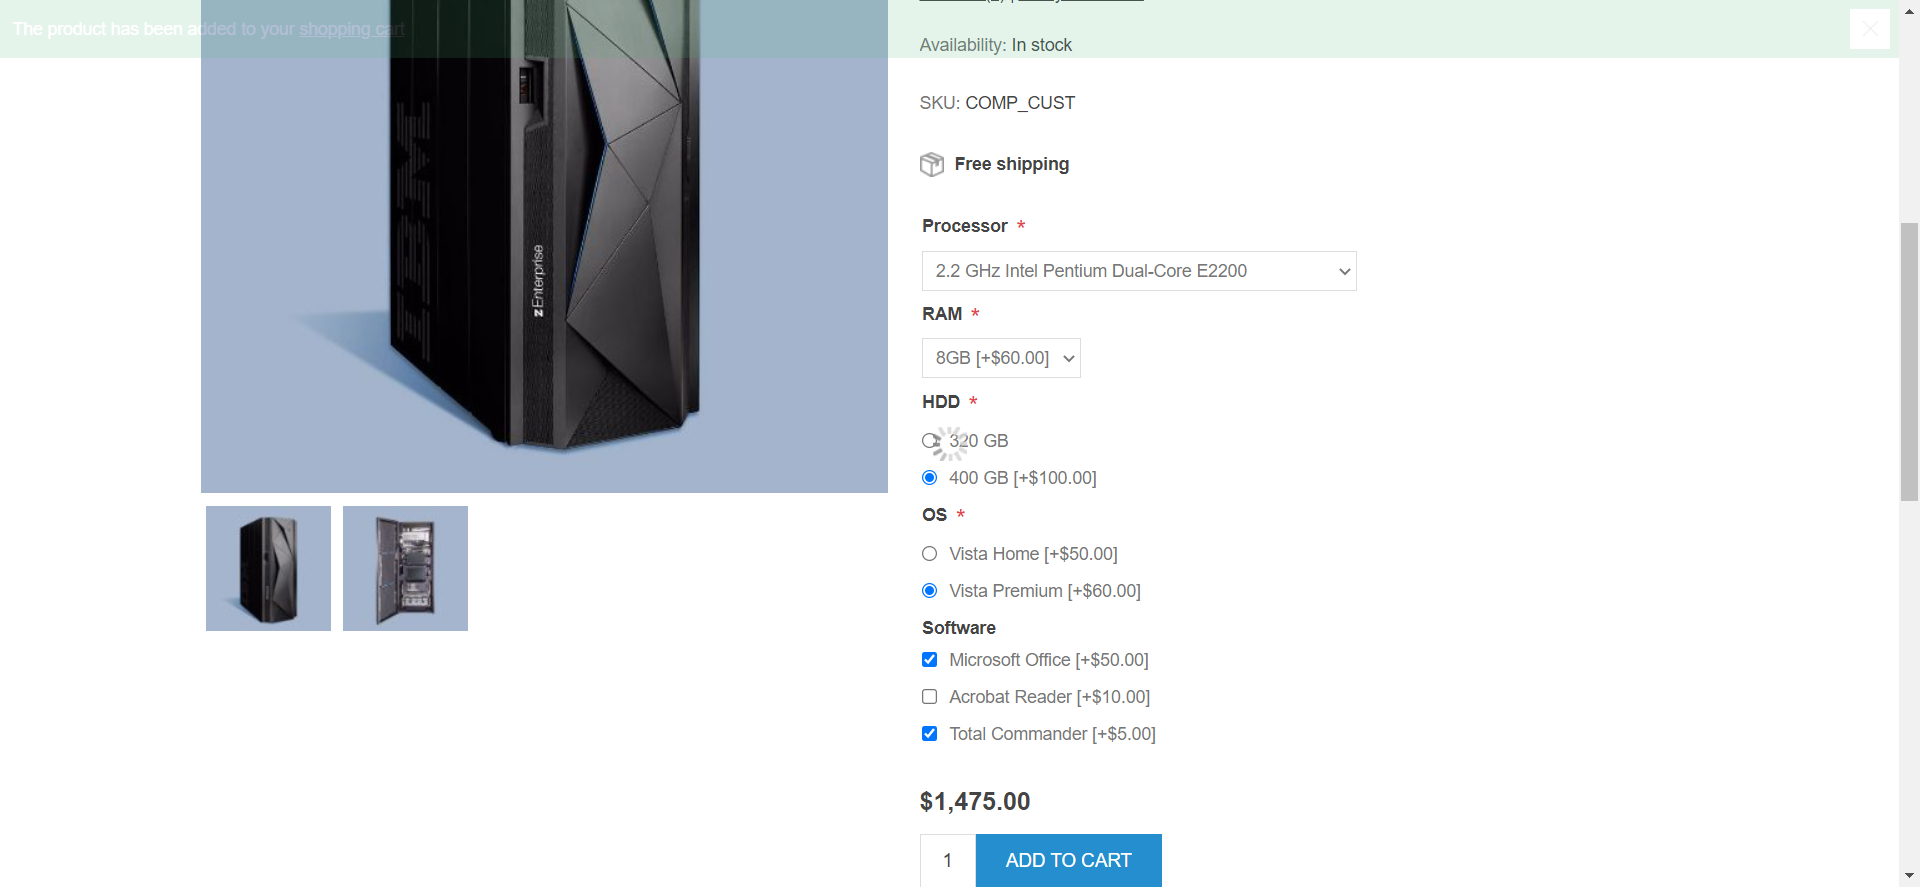 The product has been added to your shopping cart
Availability: In stock
SKU: COMP_CUST
Free shipping
Processor *
2.2 GHz Intel Pentium Dual-Core E2200
RAM *
8GB [+$60.00]
HDD *
320 GB
400 GB [+$100.00]
OS *
Vista Home [+$50.00]
Vista Premium [+$60.00]
Software
Microsoft Office [+$50.00]
Acrobat Reader [+$10.00]
Total Commander [+$5.00]
$1,475.00
1
ADD TO CART
IBM
zEnterprise